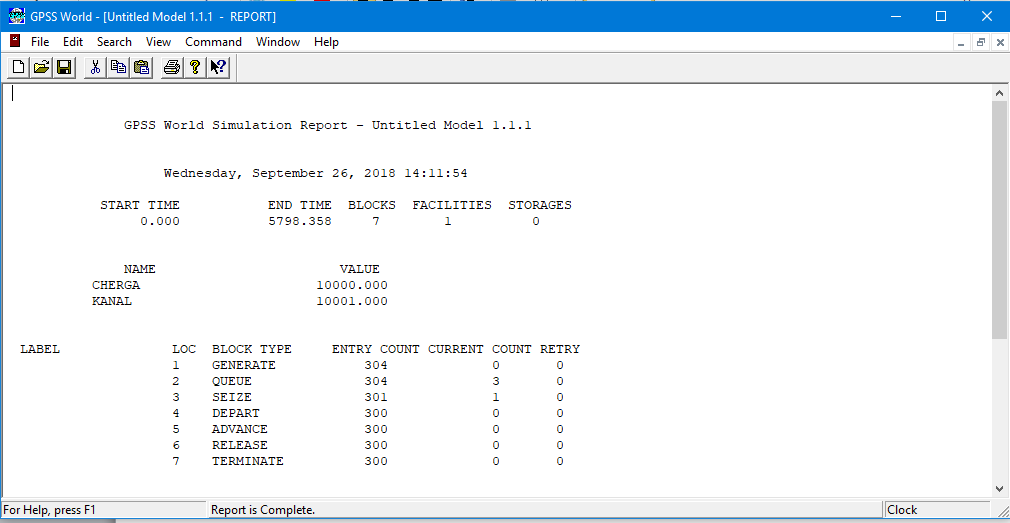 GPSS World - [Untitled Model 1.1.1 - REPORT]
File Edit Search View Command Window Help
GPSS World Simulation Report - Untitled Model 1.1.1
Wednesday, September 26, 2018 14:11:54
START TIME END TIME BLOCKS FACILITIES STORAGES
0.000 5798.358 7 1 0
NAME VALUE
CHERGA 10000.000
KANAL 10001.000
LABEL LOC BLOCK TYPE ENTRY COUNT CURRENT COUNT RETRY
1 GENERATE 304 0 0
2 QUEUE 304 3 0
3 SEIZE 301 1 0
4 DEPART 300 0 0
5 ADVANCE 300 0 0
6 RELEASE 300 0 0
7 TERMINATE 300 0 0
For Help, press F1 Report is Complete. Clock